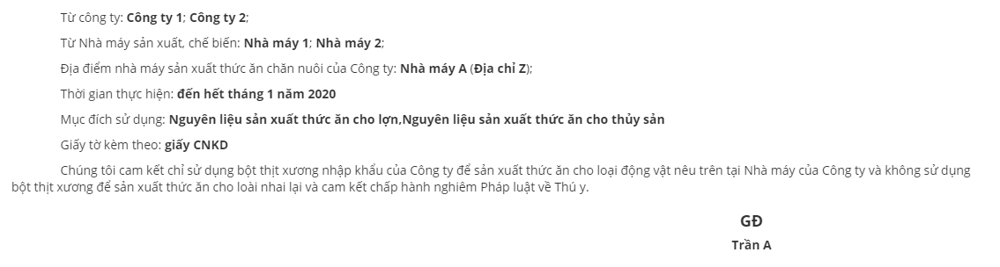 Từ công ty: Công ty 1; Công ty 2;
Từ Nhà máy sản xuất, chế biến: Nhà máy 1; Nhà máy 2;
Địa điểm nhà máy sản xuất thức ăn chăn nuôi của Công ty: Nhà máy A (Địa chỉ Z);
Thời gian thực hiện: đến hết tháng 1 năm 2020
Mục đích sử dụng: Nguyên liệu sản xuất thức ăn cho lợn,Nguyên liệu sản xuất thức ăn cho thủy sản
Giấy tờ kèm theo: giấy CNKD
Chúng tôi cam kết chỉ sử dụng bột thịt xương nhập khẩu của Công ty để sản xuất thức ăn cho loại động vật nêu trên tại Nhà máy của Công ty và không sử dụng
bột thịt xương để sản xuất thức ăn cho loài nhai lại và cam kết chấp hành nghiêm Pháp luật về Thú y.
GĐ
Trần A